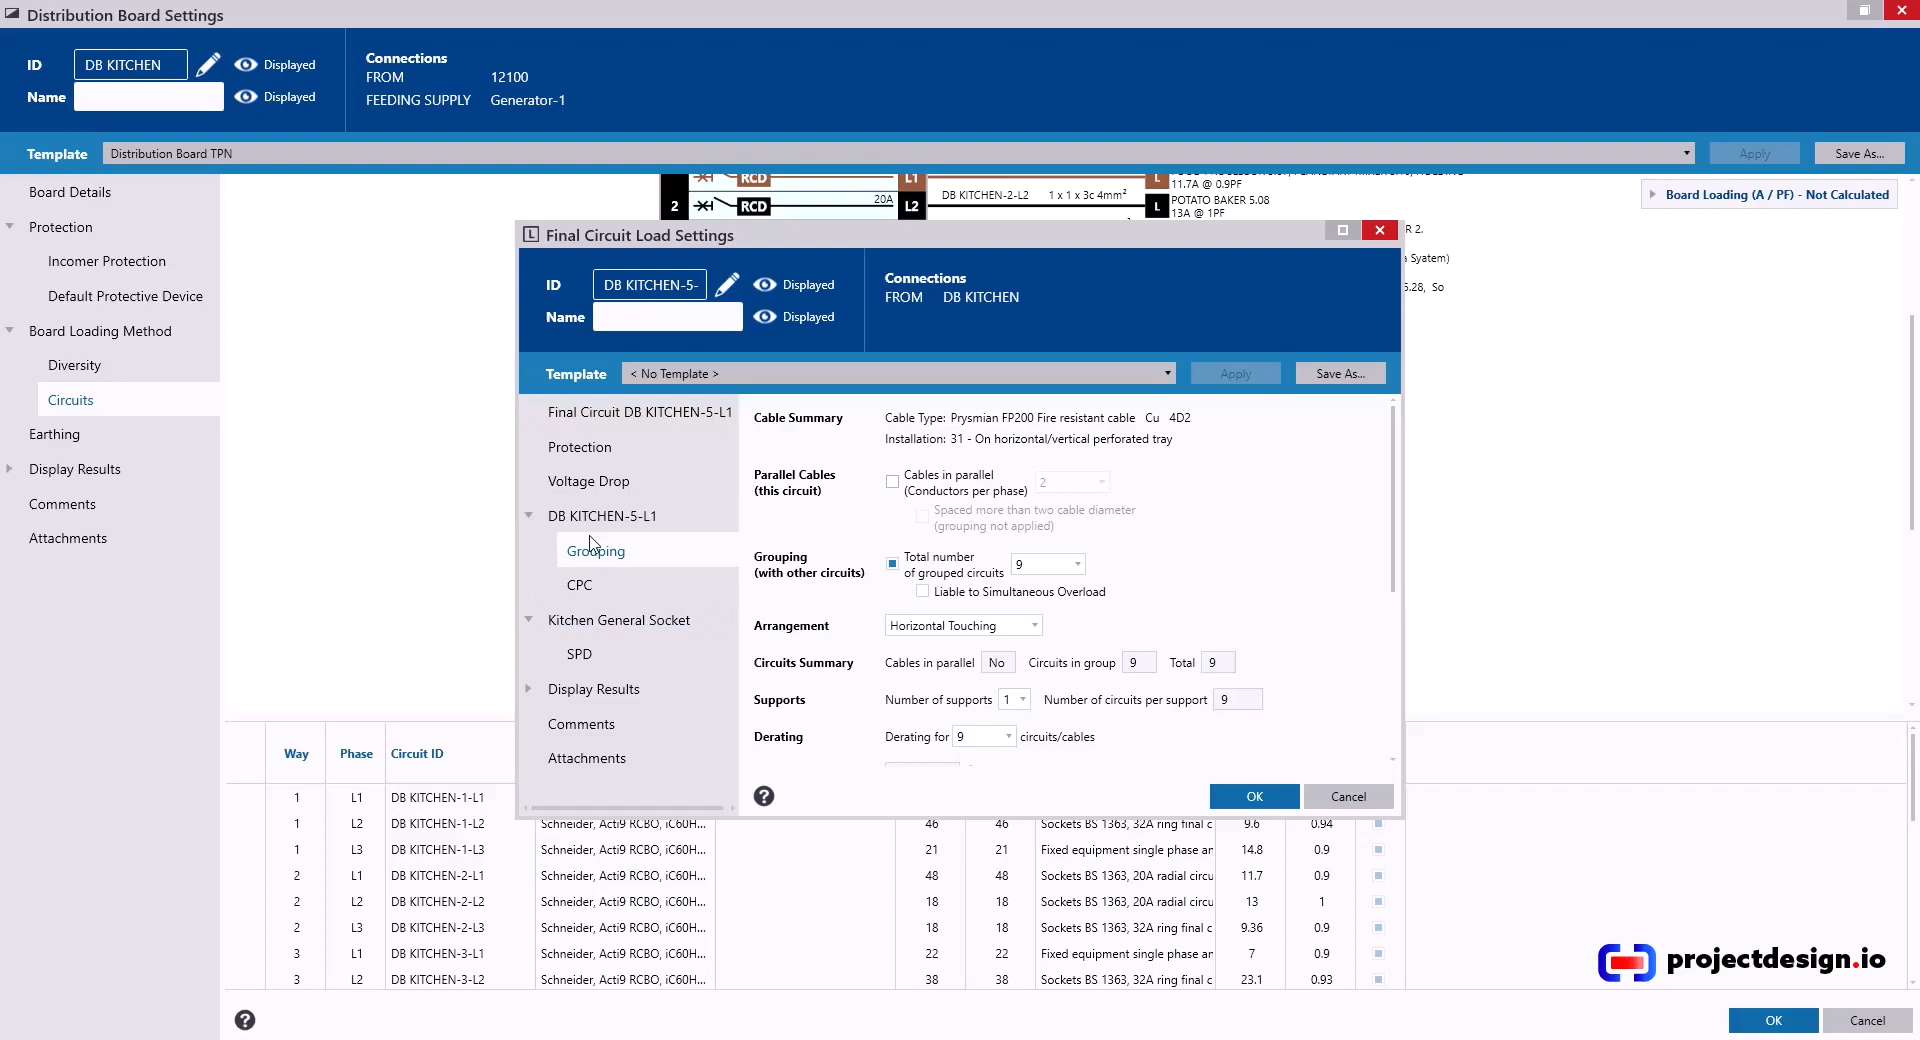 Distribution Board Settings
ID DB KITCHEN Displayed
Name Displayed
Connections
FROM 12100
FEEDING SUPPLY Generator-1
Template Distribution Board TPN Apply Save As...
Board Details
Protection
Incomer Protection
Default Protective Device
Board Loading Method
Diversity
Circuits
Earthing
Display Results
Comments
Attachments
RCD L1 L
11.7A @ 0.9PF
2 RCD 20A L2 DB KITCHEN-2-L2 1 x 1 x 3c 4mm² L POTATO BAKER 5.08
13A @ 1PF
Board Loading (A / PF) - Not Calculated
R 2.
a Syatem)
5.28, So
L Final Circuit Load Settings
ID DB KITCHEN-5- Displayed
Name Displayed
Connections
FROM DB KITCHEN
Template < No Template > Apply Save As...
Final Circuit DB KITCHEN-5-L1
Protection
Voltage Drop
DB KITCHEN-5-L1
Grouping
CPC
Kitchen General Socket
SPD
Display Results
Comments
Attachments
Cable Summary Cable Type: Prysmian FP200 Fire resistant cable Cu 4D2
Installation: 31 - On horizontal/vertical perforated tray
Parallel Cables Cables in parallel
(this circuit) (Conductors per phase) 2
Spaced more than two cable diameter
(grouping not applied)
Grouping Total number
(with other circuits) of grouped circuits 9
Liable to Simultaneous Overload
Arrangement Horizontal Touching
Circuits Summary Cables in parallel No Circuits in group 9 Total 9
Supports Number of supports 1 Number of circuits per support 9
Derating Derating for 9 circuits/cables
? OK Cancel
Way Phase Circuit ID
1 L1 DB KITCHEN-1-L1
1 L2 DB KITCHEN-1-L2 Schneider, Acti9 RCBO, iC60H... 46 46 Sockets BS 1363, 32A ring final c 9.6 0.94
1 L3 DB KITCHEN-1-L3 Schneider, Acti9 RCBO, iC60H... 21 21 Fixed equipment single phase an 14.8 0.9
2 L1 DB KITCHEN-2-L1 Schneider, Acti9 RCBO, iC60H... 48 48 Sockets BS 1363, 20A radial circu 11.7 0.9
2 L2 DB KITCHEN-2-L2 Schneider, Acti9 RCBO, iC60H... 18 18 Sockets BS 1363, 20A radial circu 13 1
2 L3 DB KITCHEN-2-L3 Schneider, Acti9 RCBO, iC60H... 18 18 Sockets BS 1363, 32A ring final c 9.36 0.9
3 L1 DB KITCHEN-3-L1 Schneider, Acti9 RCBO, iC60H... 22 22 Fixed equipment single phase an 7 0.9
3 L2 DB KITCHEN-3-L2 Schneider, Acti9 RCBO, iC60H... 38 38 Sockets BS 1363, 32A ring final c 23.1 0.93
projectdesign.io
? OK Cancel